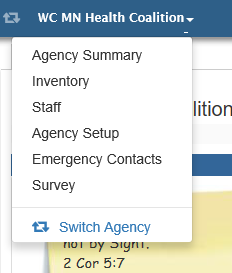 WC MN Health Coalition
Agency Summary
Inventory
Staff
Agency Setup
Emergency Contacts
Survey
Switch Agency
lition
not by Sight.
2 Cor 5:7